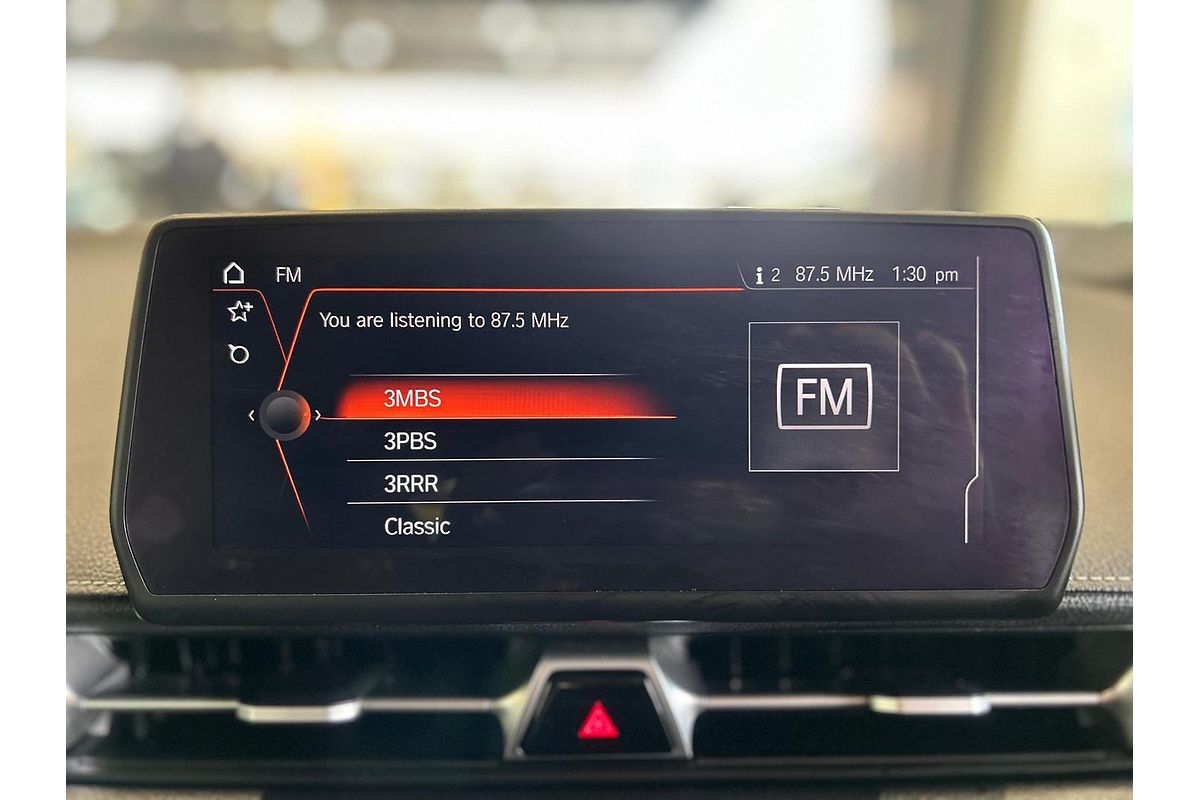 FM
i 2 87.5 MHz 1:30 pm
You are listening to 87.5 MHz
3MBS
3PBS
3RRR
Classic
FM